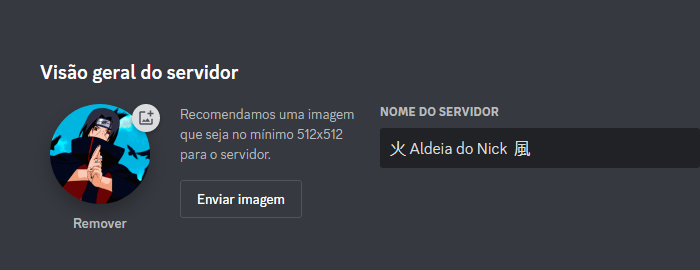 Visão geral do servidor
Recomendamos uma imagem
que seja no mínimo 512x512
para o servidor.
Enviar imagem
Remover
NOME DO SERVIDOR
火 Aldeia do Nick 風